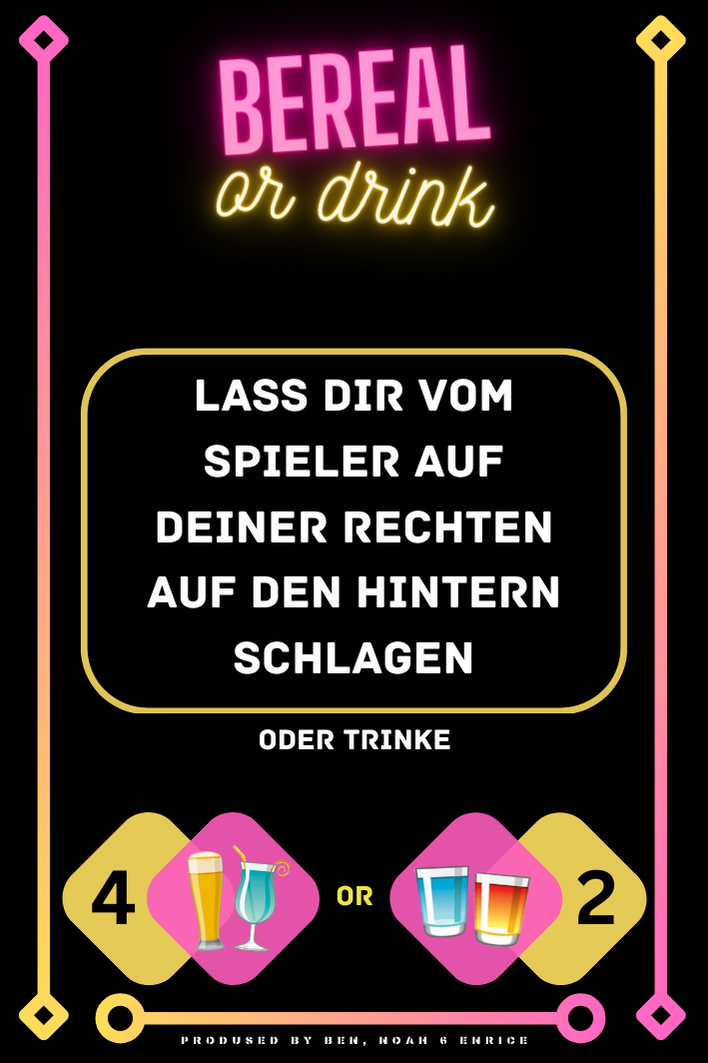 BEREAL
or drink
LASS DIR VOM
SPIELER AUF
DEINER RECHTEN
AUF DEN HINTERN
SCHLAGEN
ODER TRINKE
4 OR 2
PRODUSED BY BEN, NOAH 6 ENRICE